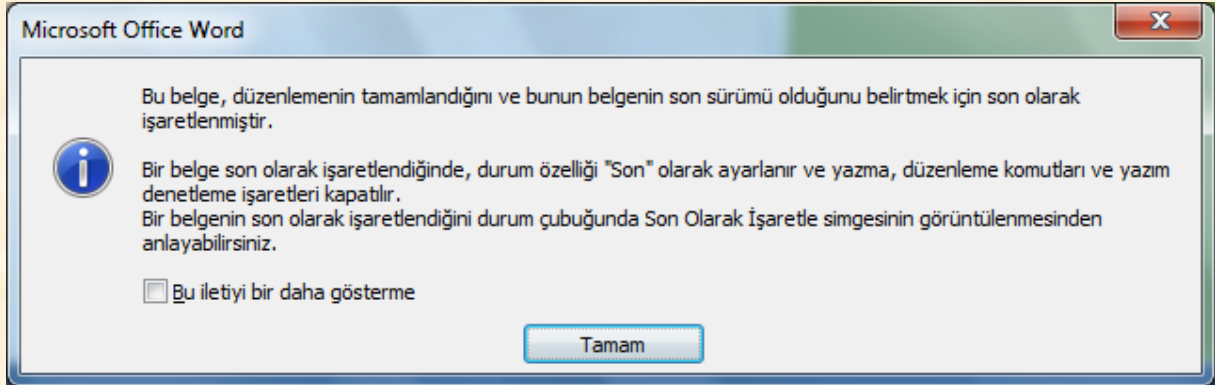 Microsoft Office Word
Bu belge, düzenlemenin tamamlandığını ve bunun belgenin son sürümü olduğunu belirtmek için son olarak
işaretlenmiştir.
Bir belge son olarak işaretlendiğinde, durum özelliği "Son" olarak ayarlanır ve yazma, düzenleme komutları ve yazım
denetleme işaretleri kapatılır.
Bir belgenin son olarak işaretlendiğini durum çubuğunda Son Olarak İşaretle simgesinin görüntülenmesinden
anlayabilirsiniz.
Bu iletiyi bir daha gösterme
Tamam